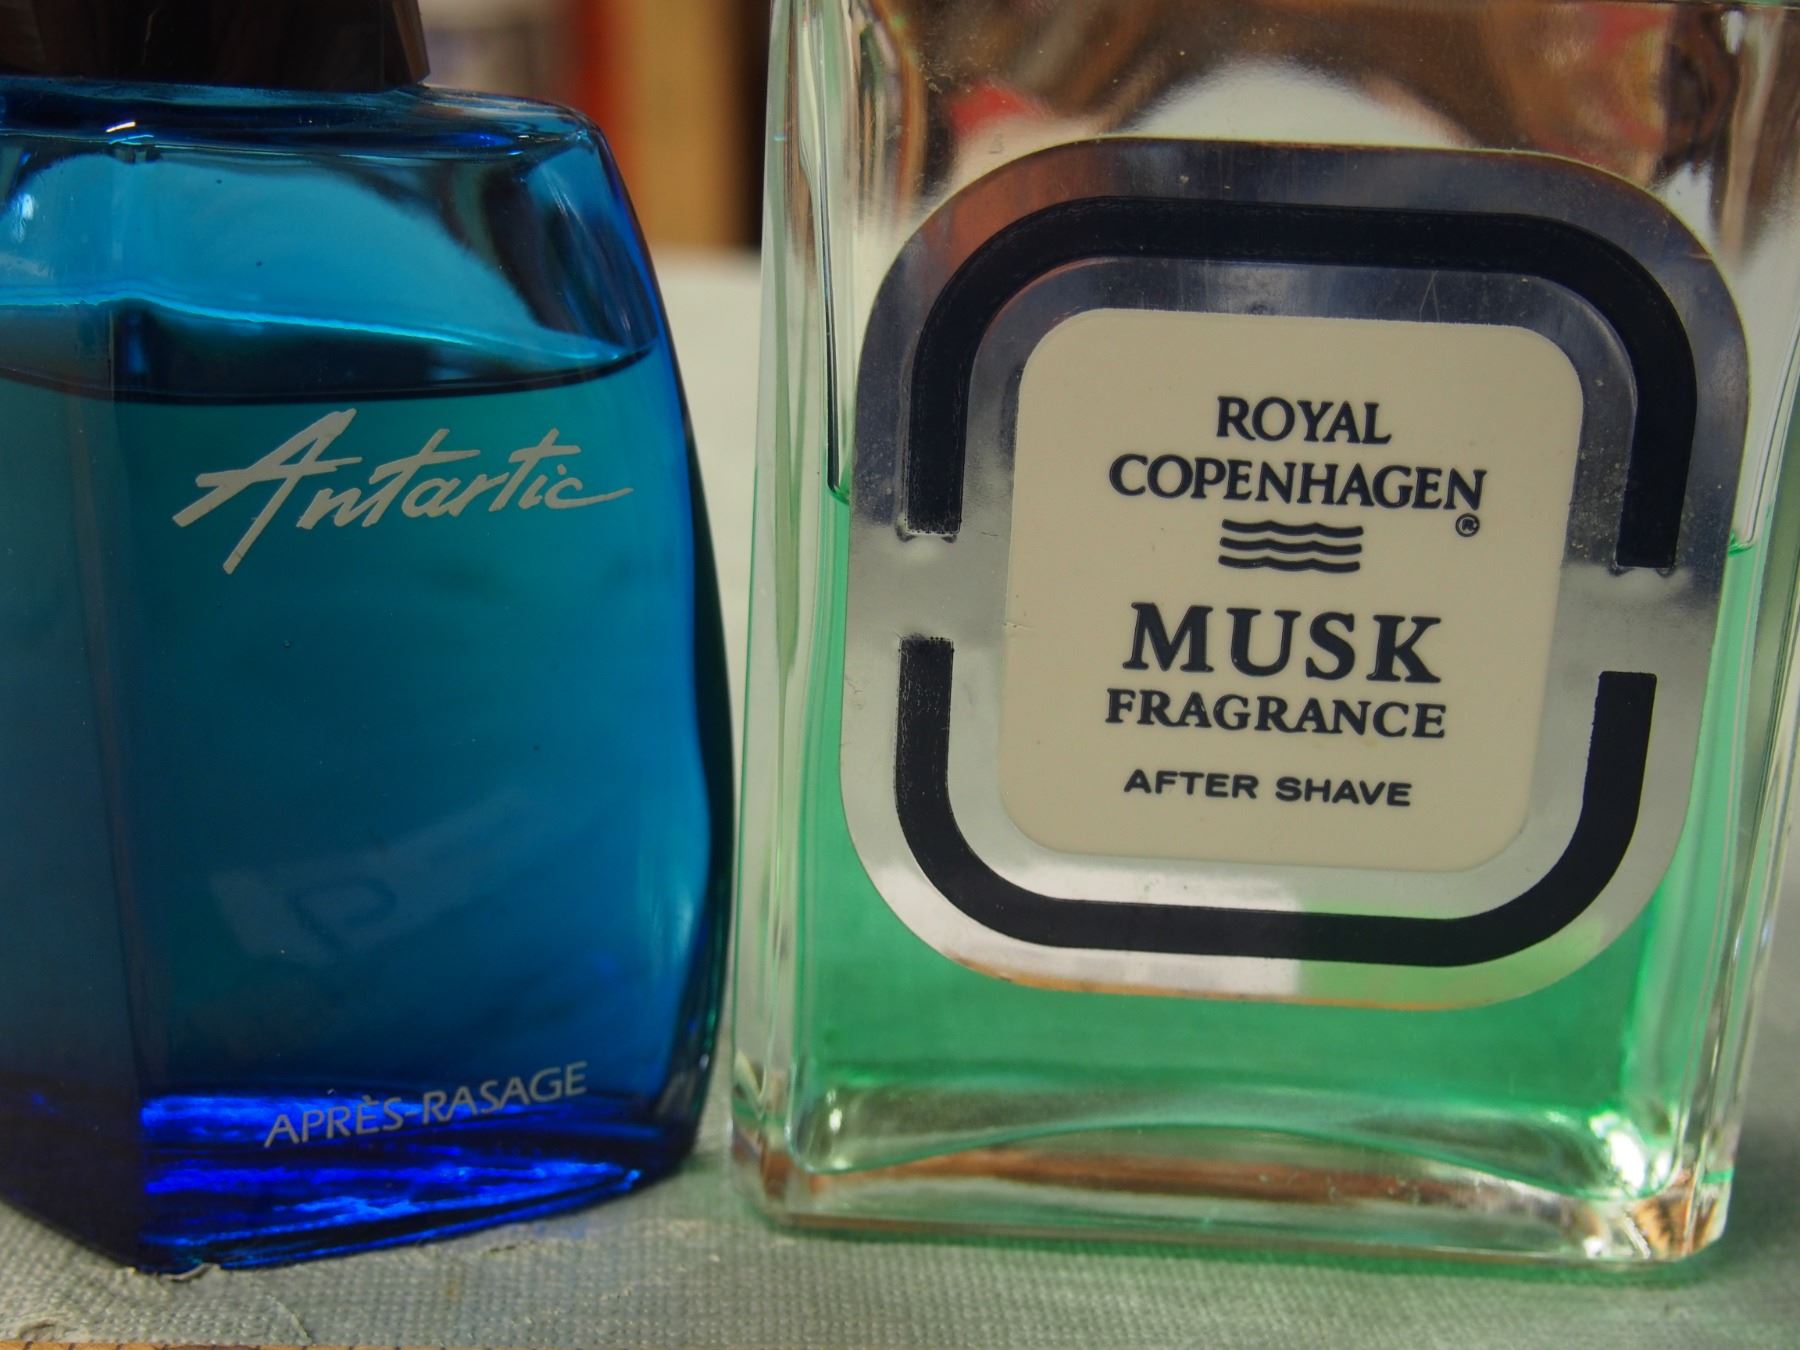 Antartic
APRÈS-RASAGE
ROYAL
COPENHAGEN®
MUSK
FRAGRANCE
AFTER SHAVE